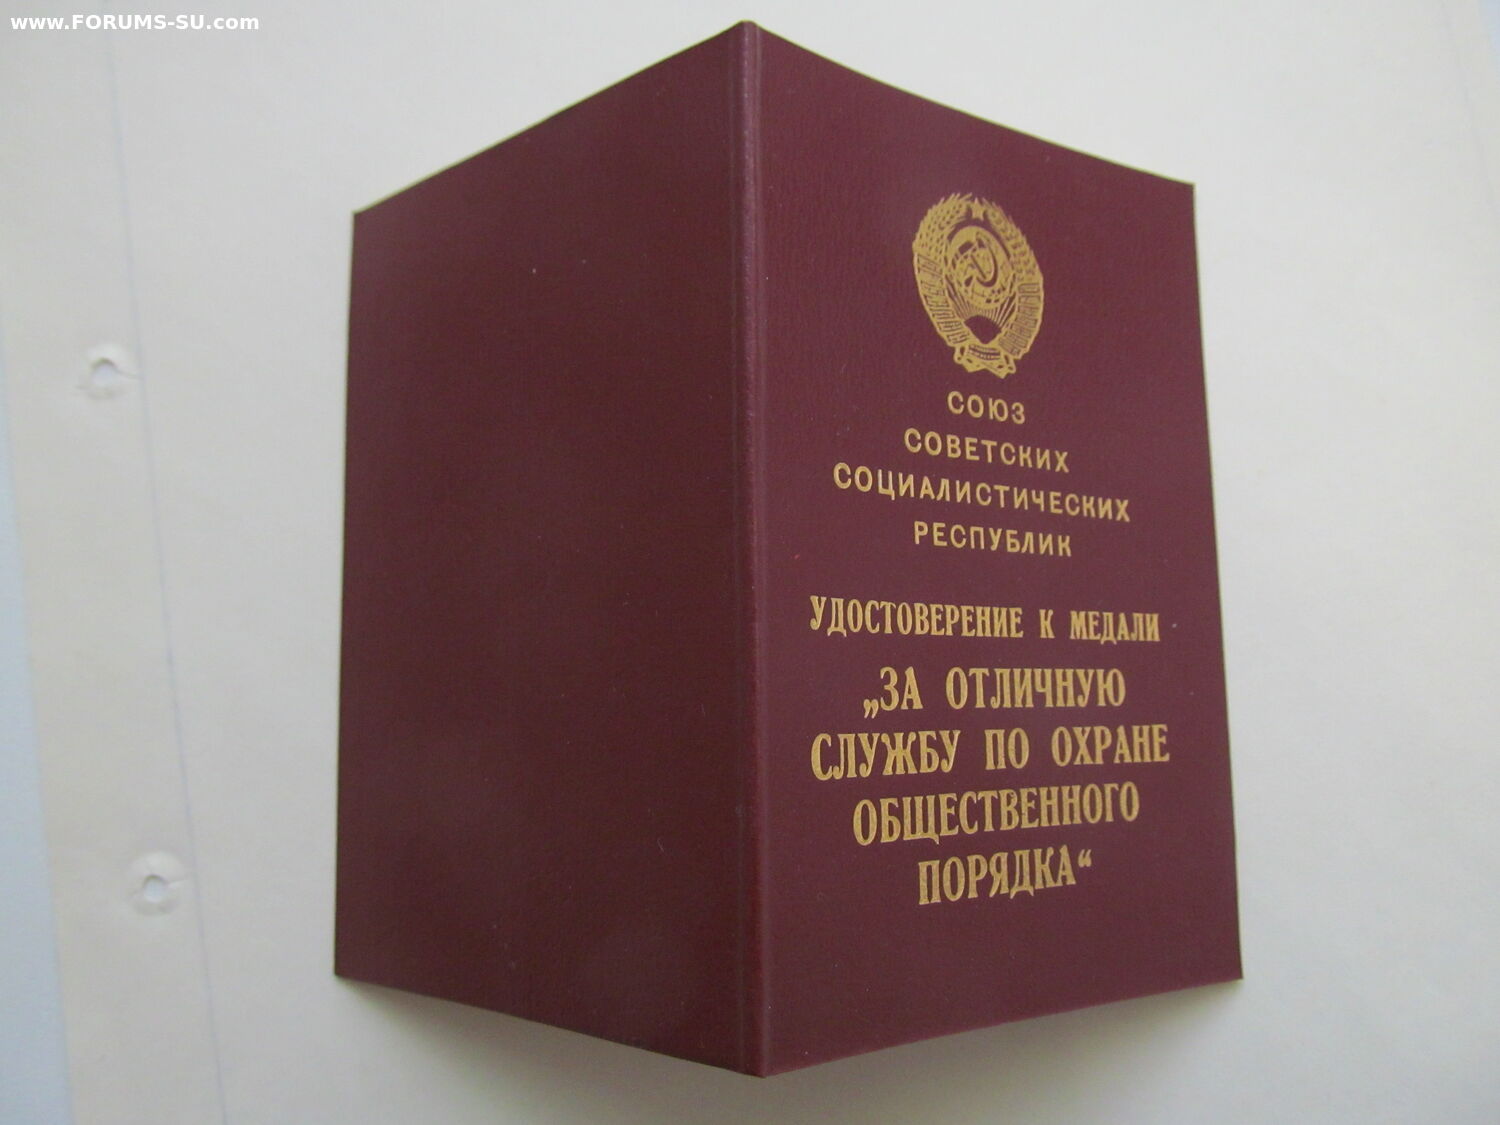 www.FORUMS-SU.com
СОЮЗ
СОВЕТСКИХ
СОЦИАЛИСТИЧЕСКИХ
РЕСПУБЛИК
УДОСТОВЕРЕНИЕ К МЕДАЛИ
„ЗА ОТЛИЧНУЮ
СЛУЖБУ ПО ОХРАНЕ
ОБЩЕСТВЕННОГО
ПОРЯДКА“